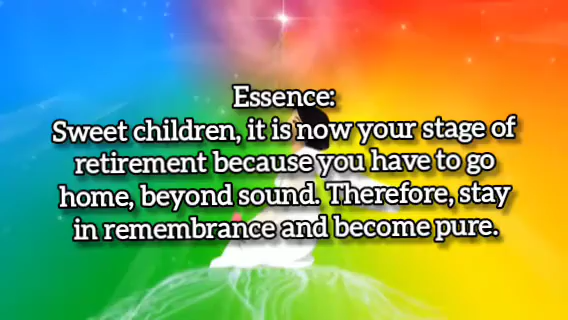 Essence:
Sweet children, it is now your stage of
retirement because you have to go
home, beyond sound. Therefore, stay
in remembrance and become pure.